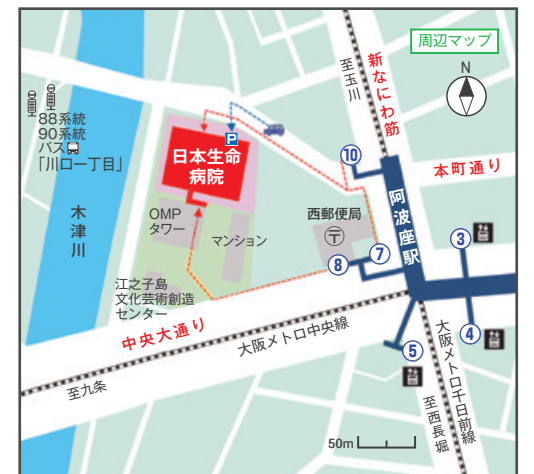 周辺マップ
N
新なにわ筋
至玉川
88系統
90系統
バス
「川口一丁目」
P
日本生命
病院
⑩
本町通り
阿波座駅
木津川
OMP
タワー
マンション
西郵便局
〒
③
⑦
⑧
江之子島
文化芸術創造
センター
中央大通り
大阪メトロ中央線
④
⑤
大阪メトロ千日前線
至九条
至西長堀
50m